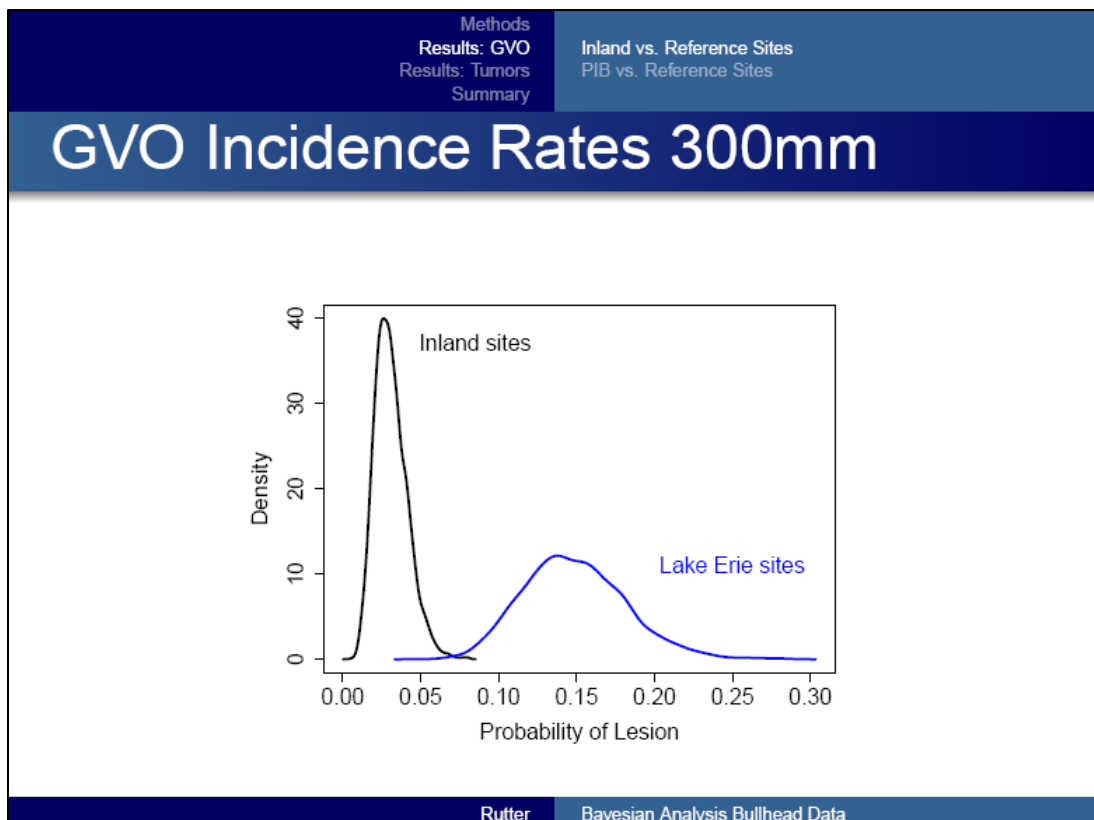 Methods
Results: GVO
Results: Tumors
Summary
Inland vs. Reference Sites
PIB vs. Reference Sites
GVO Incidence Rates 300mm
Inland sites
Lake Erie sites
Density
40
30
20
10
0
0.00 0.05 0.10 0.15 0.20 0.25 0.30
Probability of Lesion
Rutter
Bayesian Analysis Bullhead Data